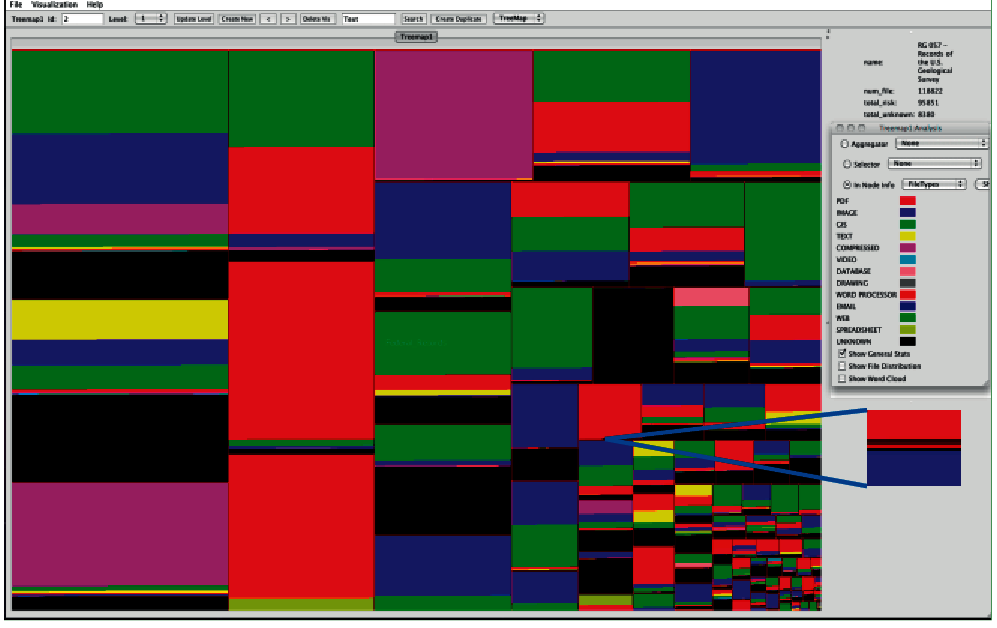 File Visualization Help
Treemap1 Id: 2 Level: 1 Update Level Create New < > Delete Vis Text Search Create Duplicate TreeMap
Treemap1
name: RG 057 –
Records of
the U.S.
Geological
Survey
num_file: 118822
total_risk: 95851
total_unknown: 8380
Treemap1 Analysis
Aggregator None
Selector None
In Node Info FileTypes
PDF
IMAGE
GIS
TEXT
COMPRESSED
VIDEO
DATABASE
DRAWING
WORD PROCESSOR
EMAIL
WEB
SPREADSHEET
UNKNOWN
Show General Stats
Show File Distribution
Show Word Cloud